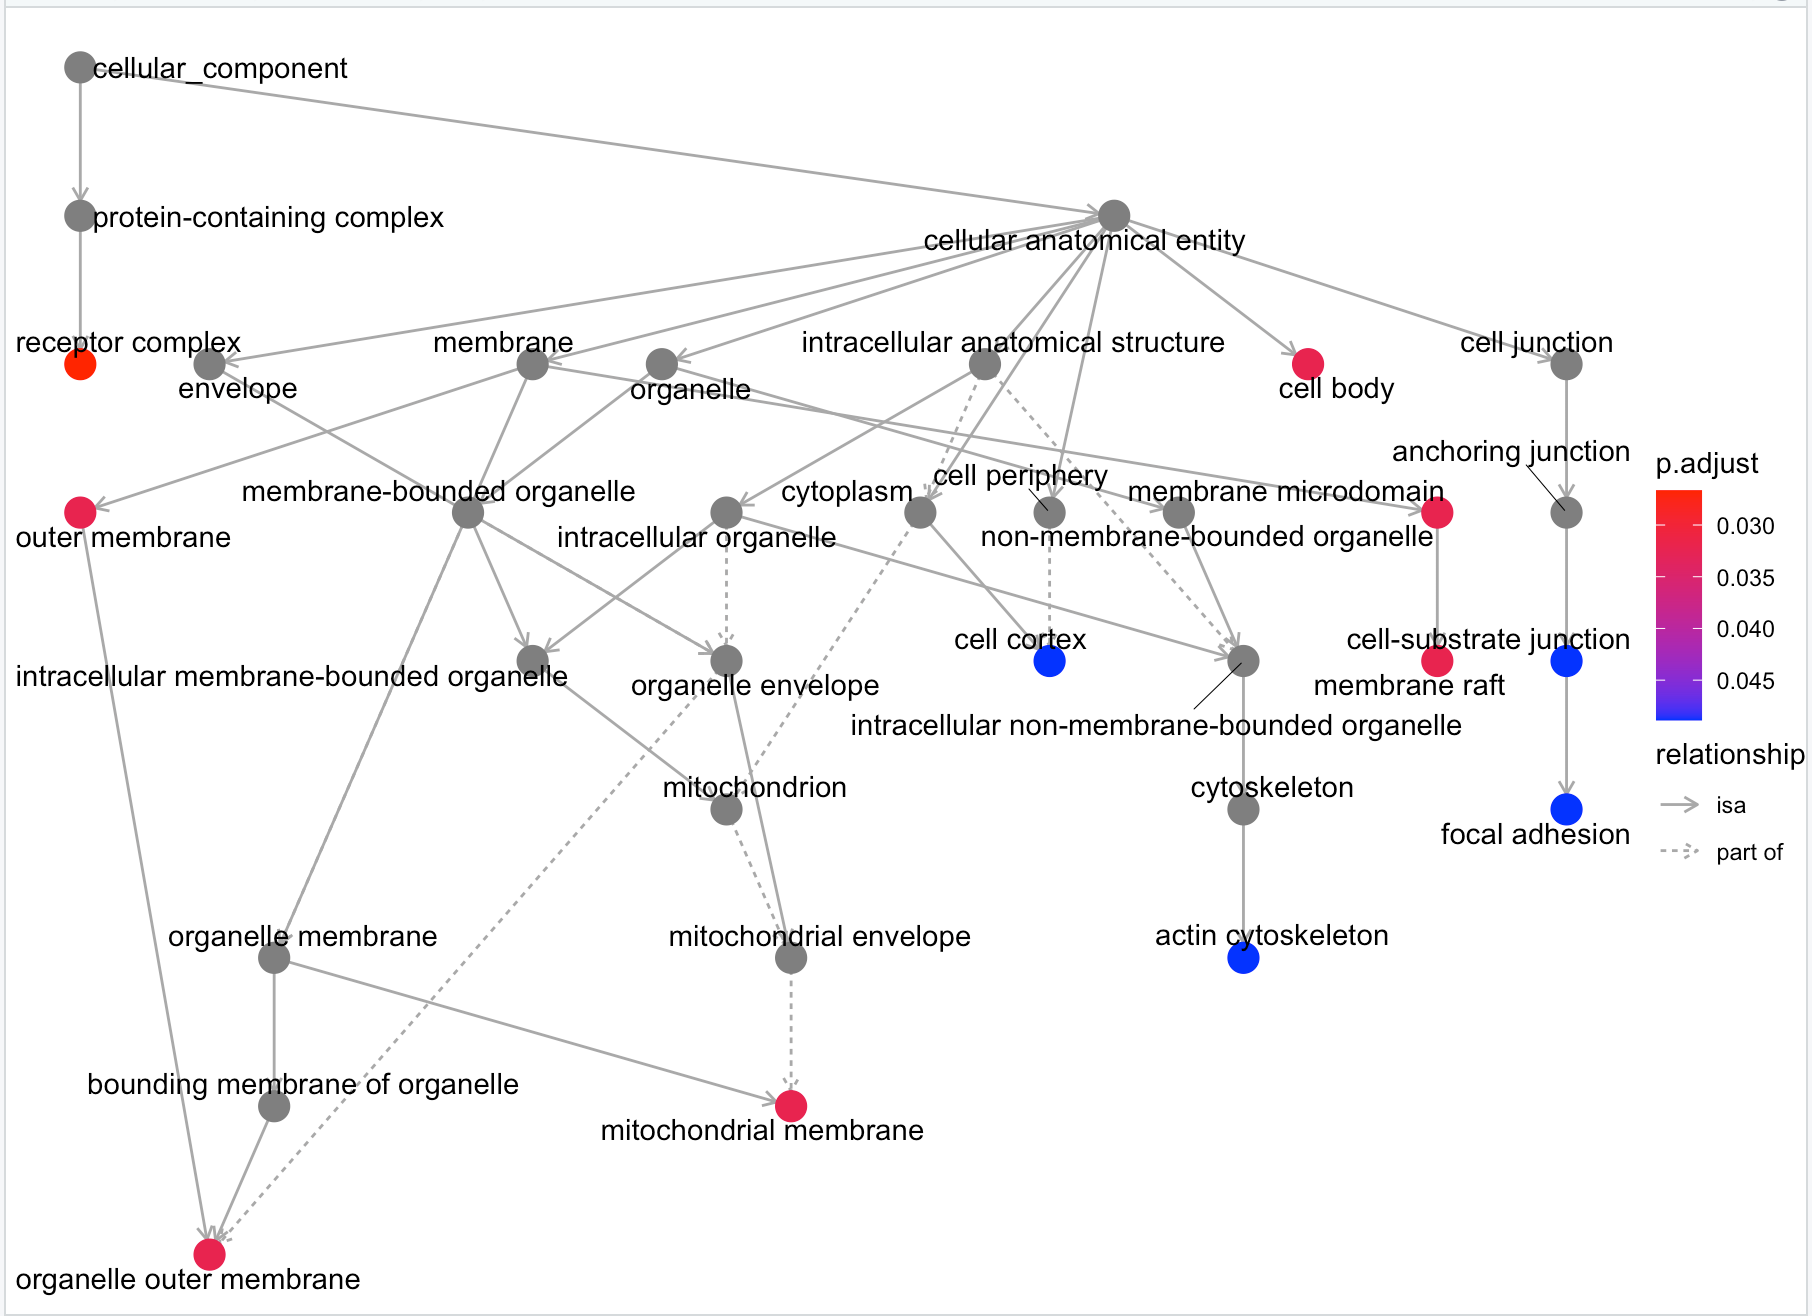 cellular_component
protein-containing complex
cellular anatomical entity
receptor complex
membrane
intracellular anatomical structure
cell junction
envelope
organelle
cell body
anchoring junction
p.adjust
cell periphery
membrane-bounded organelle
cytoplasm
membrane microdomain
0.030
outer membrane
intracellular organelle
non-membrane-bounded organelle
0.035
0.040
cell cortex
cell-substrate junction
intracellular membrane-bounded organelle
organelle envelope
membrane raft
0.045
intracellular non-membrane-bounded organelle
relationship
mitochondrion
cytoskeleton
isa
focal adhesion
part of
organelle membrane
mitochondrial envelope
actin cytoskeleton
bounding membrane of organelle
mitochondrial membrane
organelle outer membrane